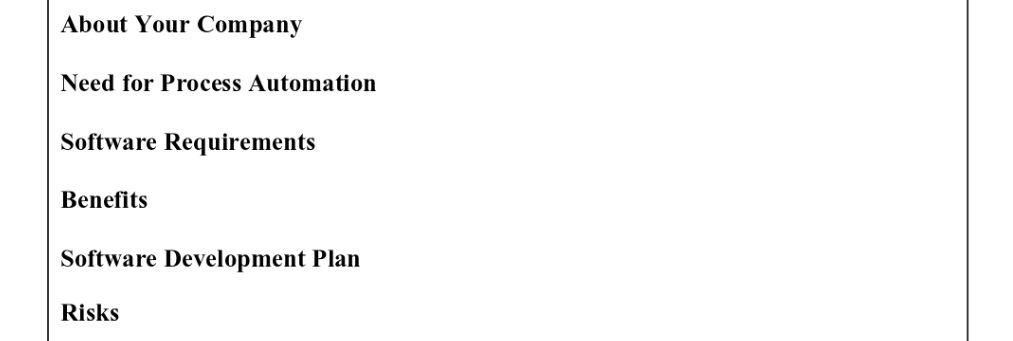 About Your Company
Need for Process Automation
Software Requirements
Benefits
Software Development Plan
Risks